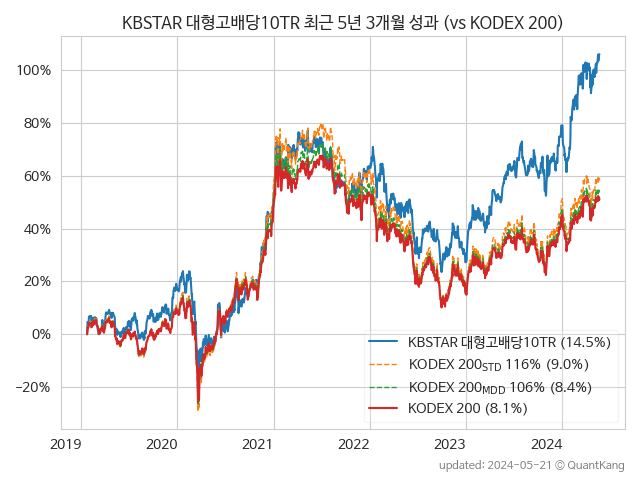 KBSTAR 대형고배당10TR 최근 5년 3개월 성과 (vs KODEX 200)
100%
80%
60%
40%
20%
0%
−20%
KBSTAR 대형고배당10TR (14.5%)
KODEX 200STD 116% (9.0%)
KODEX 200MDD 106% (8.4%)
KODEX 200 (8.1%)
2019 2020 2021 2022 2023 2024
updated: 2024-05-21 © QuantKang